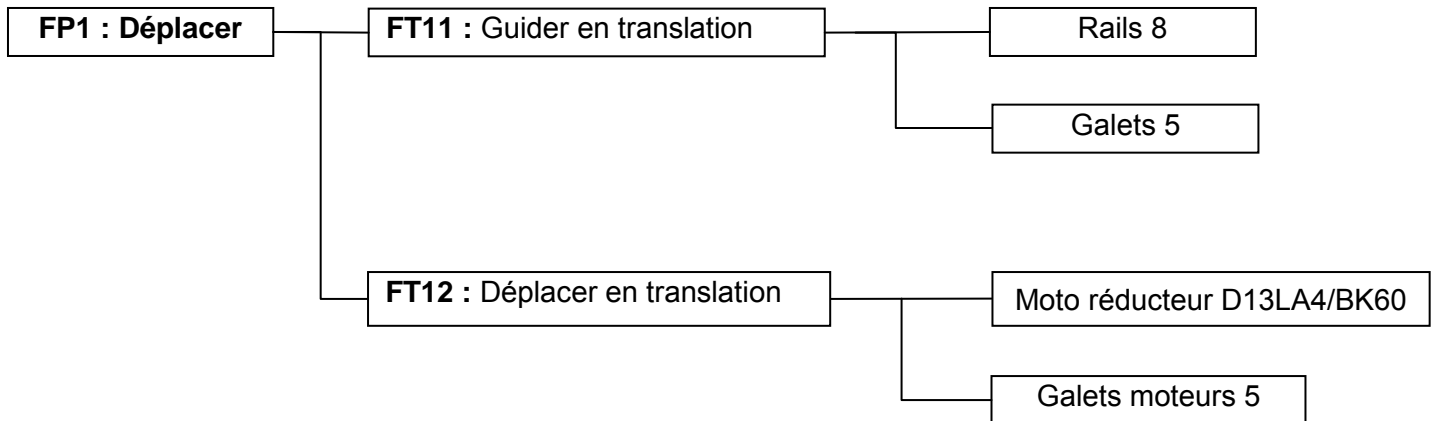 FP1 : Déplacer
FT11 : Guider en translation
Rails 8
Galets 5
FT12 : Déplacer en translation
Moto réducteur D13LA4/BK60
Galets moteurs 5